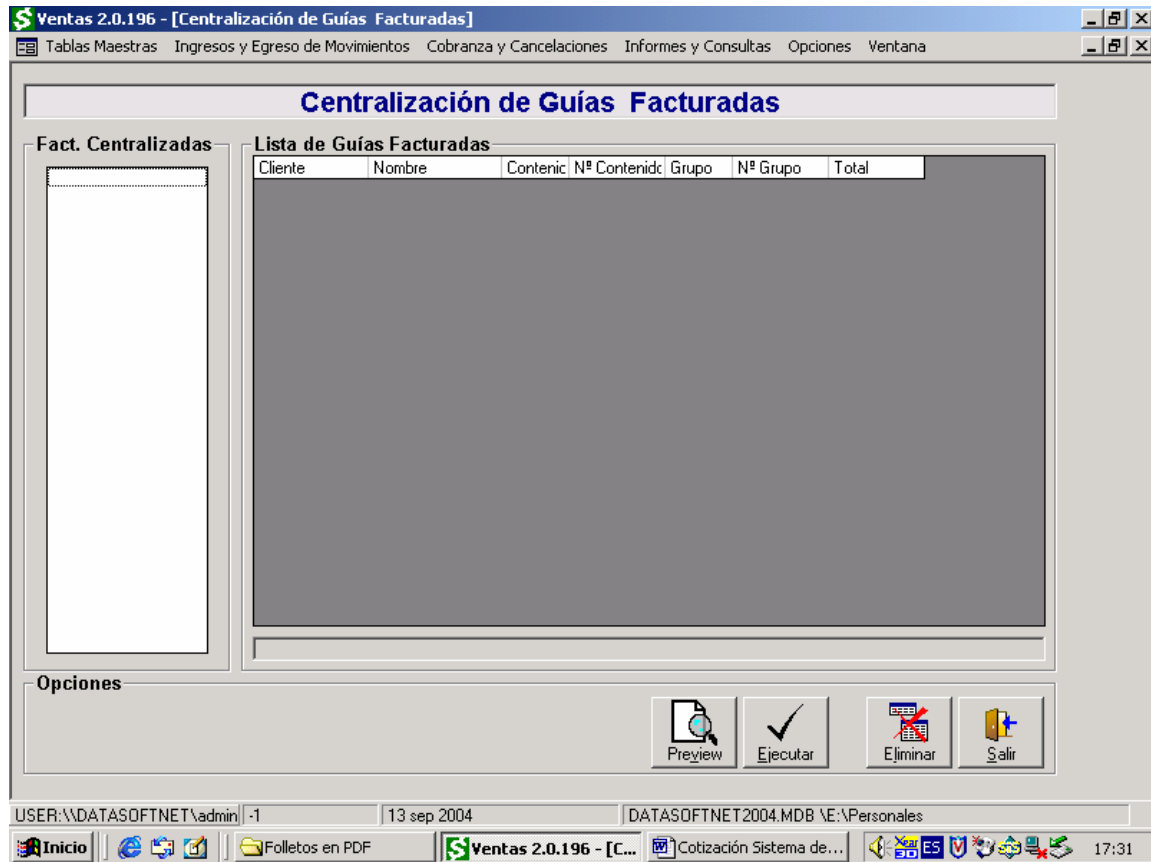 Ventas 2.0.196 - [Centralización de Guías  Facturadas]
Tablas Maestras   Ingresos y Egreso de Movimientos   Cobranza y Cancelaciones   Informes y Consultas   Opciones   Ventana
Centralización de Guías  Facturadas
Fact. Centralizadas
Lista de Guías Facturadas
Cliente   Nombre   Contenic   Nº Contenidc   Grupo   Nº Grupo   Total
Opciones
Preview   Ejecutar   Eliminar   Salir
USER:\\DATASOFTNET\admin   -1   13 sep 2004   DATASOFTNET2004.MDB \E:\Personales
Inicio   Folletos en PDF   Ventas 2.0.196 - [C...   Cotización Sistema de...   ES   17:31